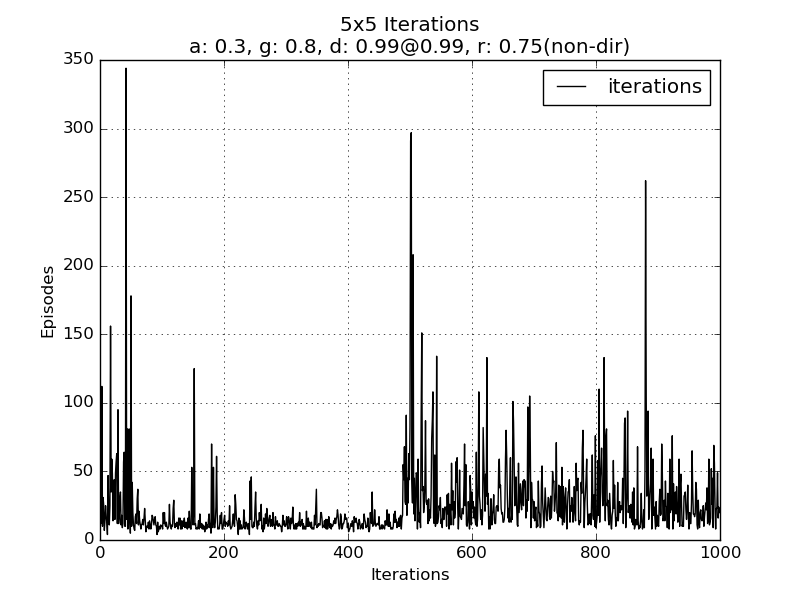 5x5 Iterations
a: 0.3, g: 0.8, d: 0.99@0.99, r: 0.75(non-dir)
350
iterations
300
250
200
Episodes
150
100
50
0
0 200 400 600 800 1000
Iterations